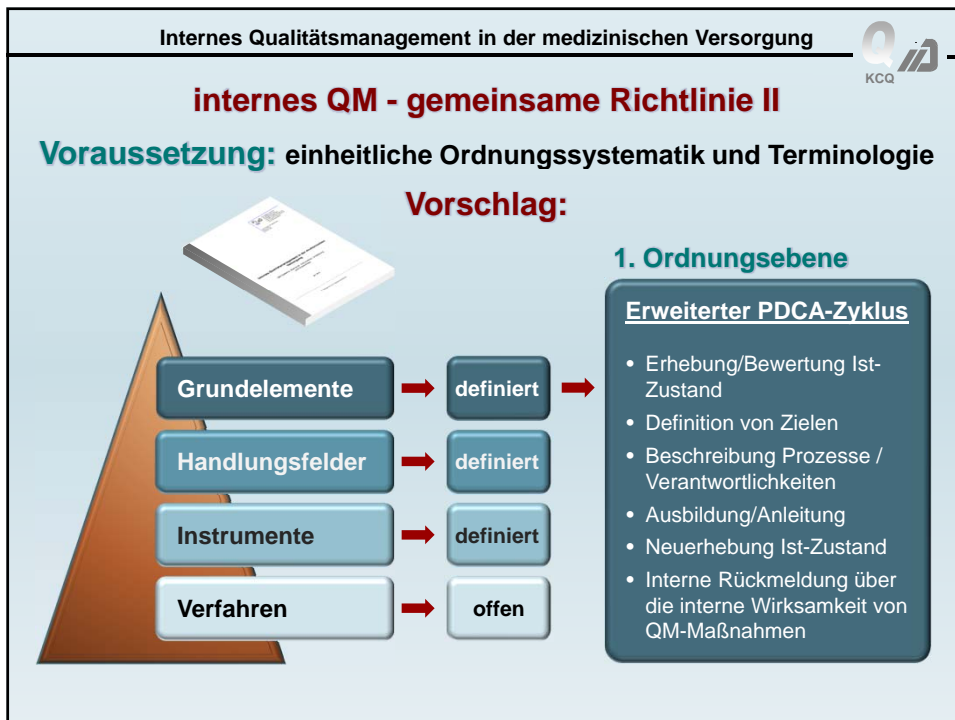 Internes Qualitätsmanagement in der medizinischen Versorgung
Q
KCQ
internes QM - gemeinsame Richtlinie II
Voraussetzung: einheitliche Ordnungssystematik und Terminologie
Vorschlag:
1. Ordnungsebene
Erweiterter PDCA-Zyklus
• Erhebung/Bewertung Ist-
Zustand
• Definition von Zielen
• Beschreibung Prozesse /
Verantwortlichkeiten
• Ausbildung/Anleitung
• Neuerhebung Ist-Zustand
• Interne Rückmeldung über
die interne Wirksamkeit von
QM-Maßnahmen
Grundelemente
definiert
Handlungsfelder
definiert
Instrumente
definiert
Verfahren
offen